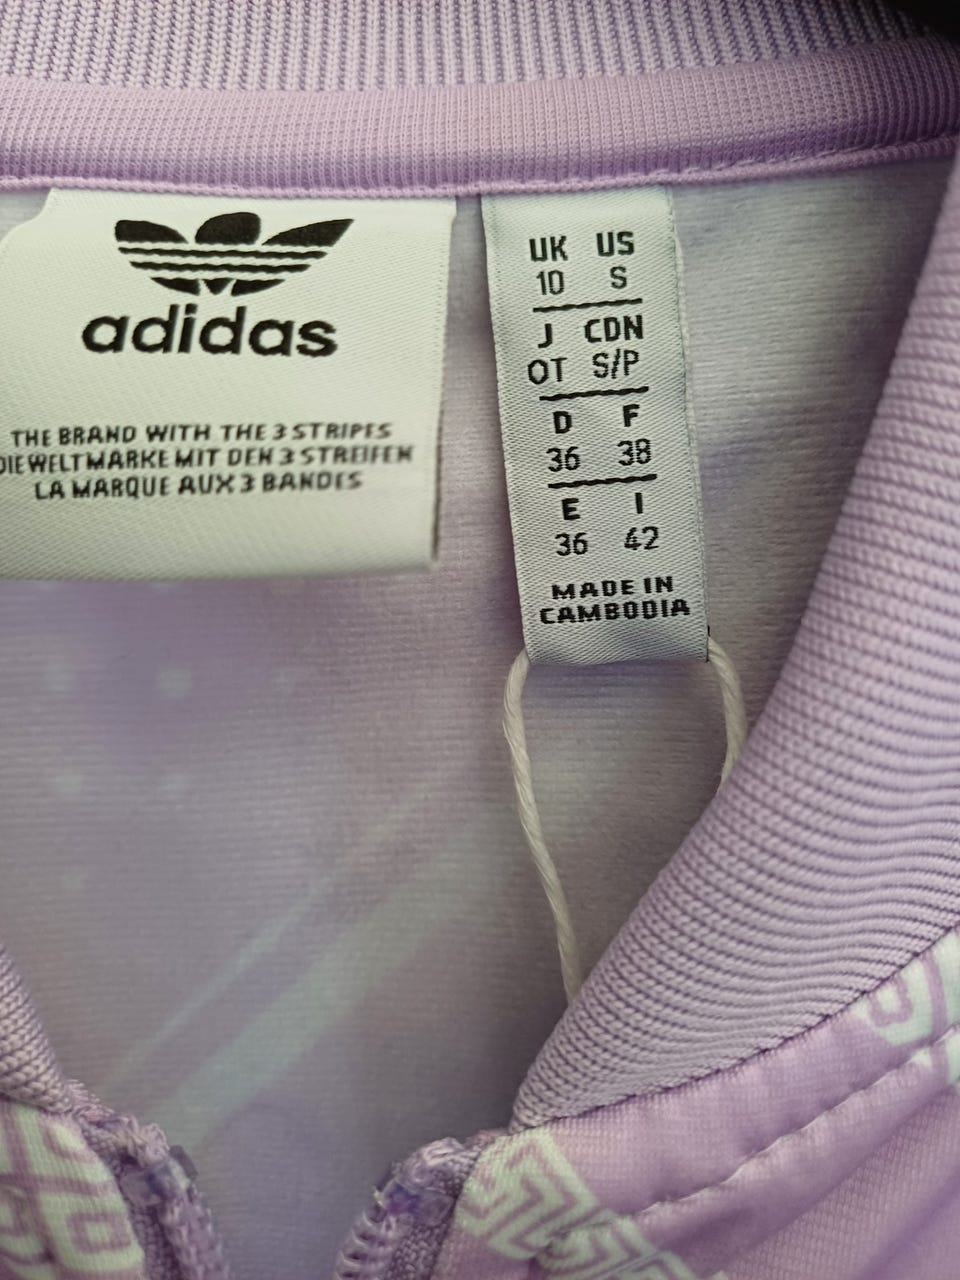 adidas
THE BRAND WITH THE 3 STRIPES
DIE WELTMARKE MIT DEN 3 STREIFEN
LA MARQUE AUX 3 BANDES
UK US
10 S
J CDN
OT S/P
D F
36 38
E I
36 42
MADE IN
CAMBODIA